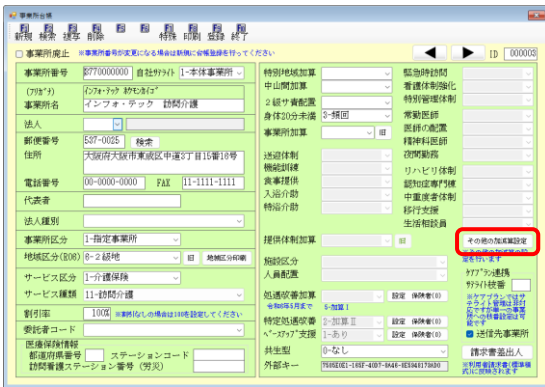 事業所台帳
新規 検索 複写 削除 特殊 印刷 登録 終了
事業所廃止 ※事業所番号が変更になる場合は新規に台帳登録を行ってください
ID 000003
事業所番号 2770000000 自社ｻﾃﾗｲﾄ 1-本体事業所
(ﾌﾘｶﾞﾅ) ｲﾝﾌｫ･ﾃｯｸ ﾎｳﾓﾝｶｲｺﾞ
事業所名 インフォ・テック 訪問介護
法人
郵便番号 537-0025 検索
住所 大阪府大阪市東成区中道3丁目15番16号
電話番号 00-0000-0000 FAX 11-1111-1111
代表者
法人種別
事業所区分 1-指定事業所
地域区分(R06) 6-2級地 旧 地域区分印刷
サービス区分 1-介護保険
サービス種類 11-訪問介護
割引率 100% ※割引なしの場合は100を設定してください
委託者コード
医療保険情報
都道府県番号 ステーションコード
訪問看護ステーション番号 (労災)
特別地域加算
中山間加算
2級サ責配置
身体20分未満 3-頻回
事業所加算 旧
送迎体制
機能訓練
食事提供
入浴介助
特浴介助
提供体制加算 旧
施設区分
人員配置
処遇改善加算 設定 保険者(0)
令和6年5月まで 5-加算Ⅰ
特定処遇改善 2-加算Ⅱ 設定 保険者(0)
ﾍﾞｰｽｱｯﾌﾟ支援 1-あり 設定 保険者(0)
共生型 0-なし
外部キー
緊急時訪問
看護体制強化
特別管理体制
常勤医師
医師の配置
精神科医師
夜間勤務
リハビリ体制
認知症専門棟
中重度者体制
移行支援
生活相談員
その他の加減算設定
ｹｱﾌﾟﾗﾝ連携
ｻﾃﾗｲﾄ枝番
送信先事業所
請求書差出人